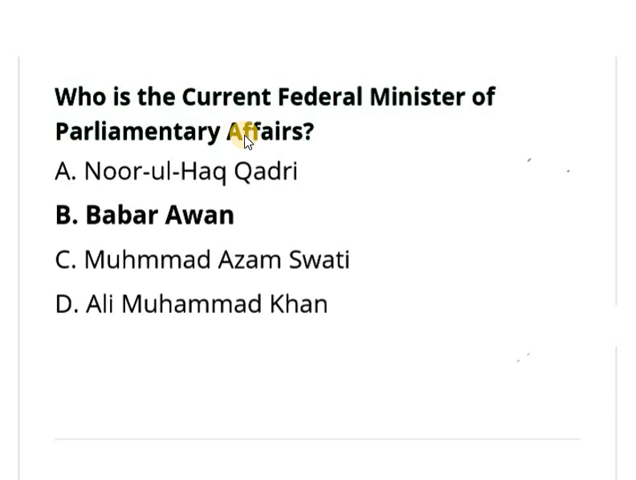 Who is the Current Federal Minister of
Parliamentary Affairs?
A. Noor-ul-Haq Qadri
B. Babar Awan
C. Muhmmad Azam Swati
D. Ali Muhammad Khan